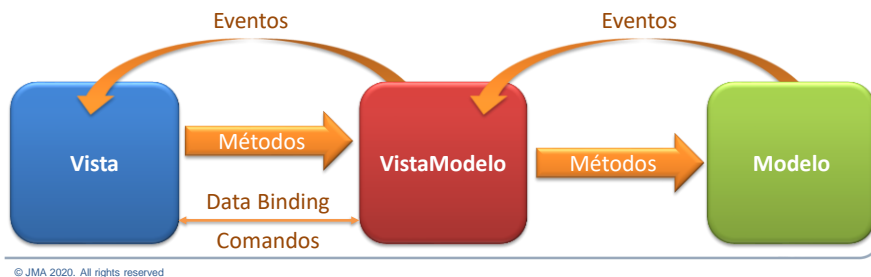 Eventos
Eventos
Vista
Métodos
VistaModelo
Métodos
Modelo
Data Binding
Comandos
© JMA 2020. All rights reserved